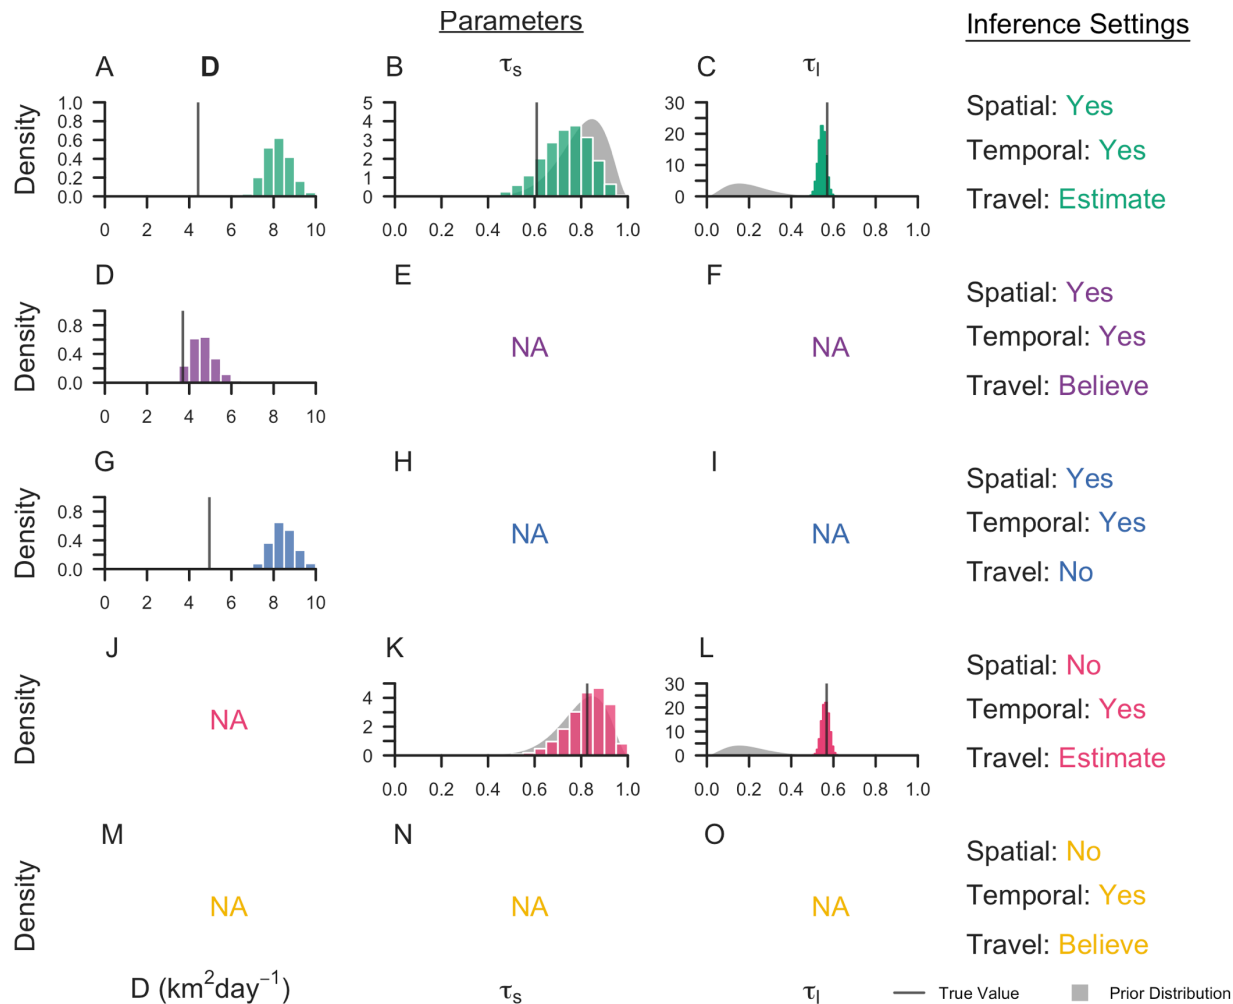 Parameters
Inference Settings
A D B τs C τl
Density
1.0
0.8
0.6
0.4
0.2
0.0
0 2 4 6 8 10
5
4
3
2
1
0
0.0 0.2 0.4 0.6 0.8 1.0
30
20
10
0
0.0 0.2 0.4 0.6 0.8 1.0
Spatial: Yes
Temporal: Yes
Travel: Estimate
D E F
Density
0.8
0.4
0.0
0 2 4 6 8 10
NA
NA
Spatial: Yes
Temporal: Yes
Travel: Believe
G H I
Density
0.8
0.4
0.0
0 2 4 6 8 10
NA
NA
Spatial: Yes
Temporal: Yes
Travel: No
J K L
Density
NA
4
2
0
0.0 0.2 0.4 0.6 0.8 1.0
30
20
10
0
0.0 0.2 0.4 0.6 0.8 1.0
Spatial: No
Temporal: Yes
Travel: Estimate
M N O
Density
NA
NA
NA
Spatial: No
Temporal: Yes
Travel: Believe
D (km²day⁻¹) τs τl
True Value Prior Distribution